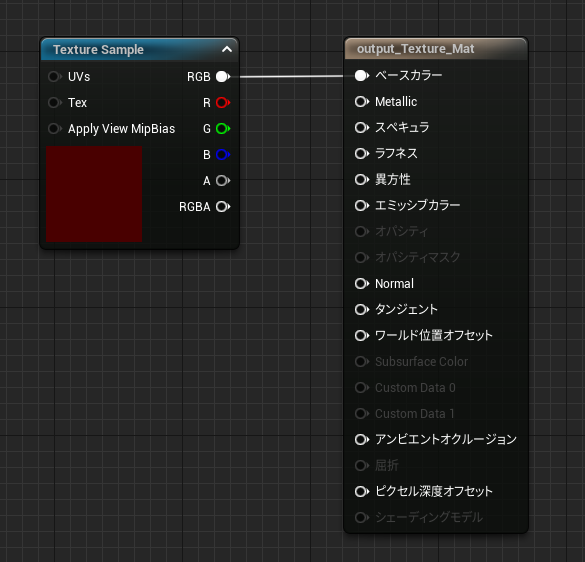 Texture Sample
UVs
RGB
Tex
R
Apply View MipBias
G
B
A
RGBA
output_Texture_Mat
ベースカラー
Metallic
スペキュラ
ラフネス
異方性
エミッシブカラー
オパシティ
オパシティマスク
Normal
タンジェント
ワールド位置オフセット
Subsurface Color
Custom Data 0
Custom Data 1
アンビエントオクルージョン
屈折
ピクセル深度オフセット
シェーディングモデル